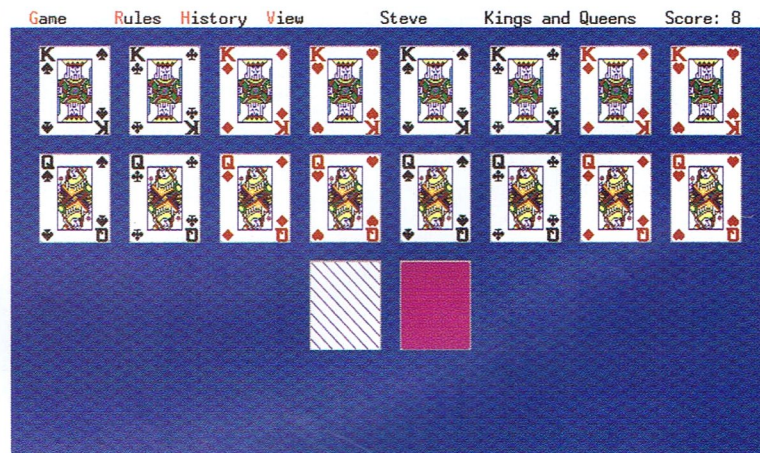 Game Rules History View Steve Kings and Queens Score: 8
K K K K K K K K
K K K K K K K K
Q Q Q Q Q Q Q Q
Q Q Q Q Q Q Q Q